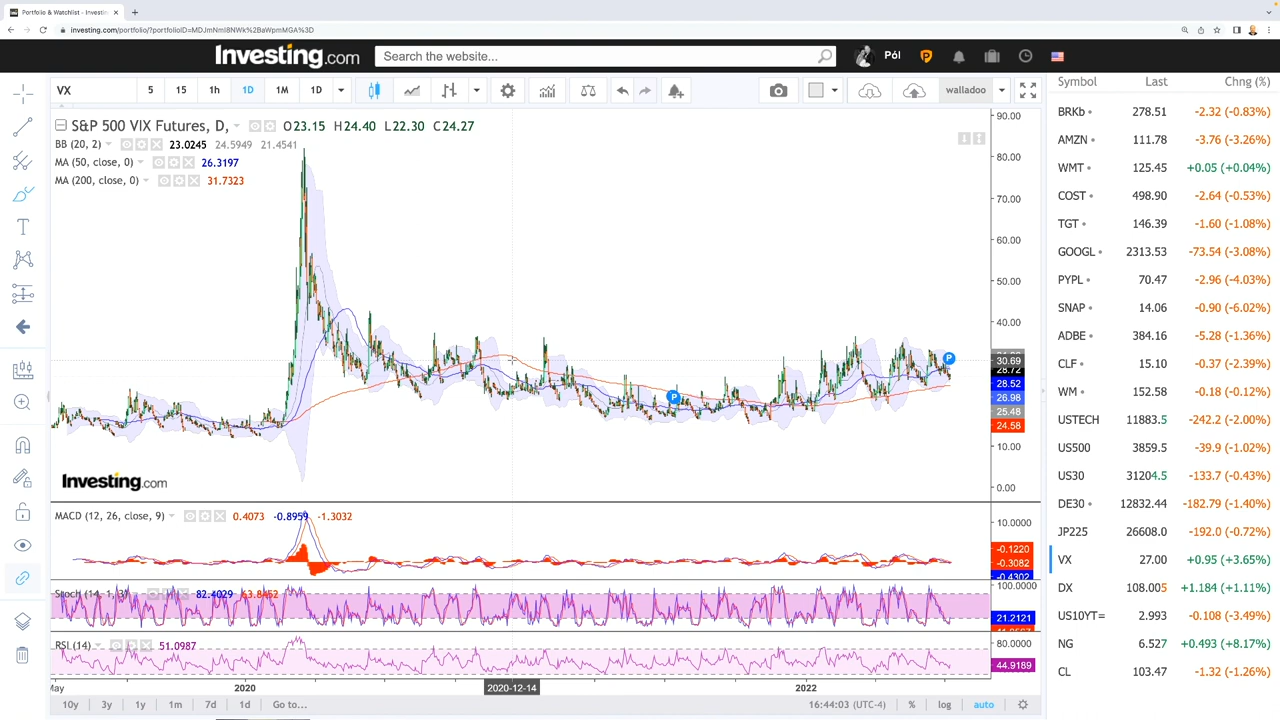 Portfolio & Watchlist - Investi
investing.com/portfolio/?portfolioID=MDJmNmI8NWk%2BaWpmMGA%3D
Investing.com
Search the website...
Pól
VX
5 15 1h 1D 1M 1D
walladoo
S&P 500 VIX Futures, D, O23.15 H24.40 L22.30 C24.27
BB (20, 2) 23.0245 24.5949 21.4541
MA (50, close, 0) 26.3197
MA (200, close, 0) 31.7323
90.00
80.00
70.00
60.00
50.00
40.00
30.69
28.72
28.52
26.98
25.48
24.58
10.00
0.00
P
P
Investing.com
MACD (12, 26, close, 9) 0.4073 -0.8959 -1.3032
10.0000
-0.1220
-0.3082
-0.4302
Stoch (14, 1, 3) 82.4029 63.8452
100.0000
21.2121
RSI (14) 51.0987
80.0000
44.9189
May 2020 2020-12-14 2022
10y 3y 1y 1m 7d 1d Go to...
16:44:03 (UTC-4) % log auto
Symbol Last Chng (%)
BRKb 278.51 -2.32 (-0.83%)
AMZN 111.78 -3.76 (-3.26%)
WMT 125.45 +0.05 (+0.04%)
COST 498.90 -2.64 (-0.53%)
TGT 146.39 -1.60 (-1.08%)
GOOGL 2313.53 -73.54 (-3.08%)
PYPL 70.47 -2.96 (-4.03%)
SNAP 14.06 -0.90 (-6.02%)
ADBE 384.16 -5.28 (-1.36%)
CLF 15.10 -0.37 (-2.39%)
WM 152.58 -0.18 (-0.12%)
USTECH 11883.5 -242.2 (-2.00%)
US500 3859.5 -39.9 (-1.02%)
US30 31204.5 -133.7 (-0.43%)
DE30 12832.44 -182.79 (-1.40%)
JP225 26608.0 -192.0 (-0.72%)
VX 27.00 +0.95 (+3.65%)
DX 108.005 +1.184 (+1.11%)
US10YT= 2.993 -0.108 (-3.49%)
NG 6.527 +0.493 (+8.17%)
CL 103.47 -1.32 (-1.26%)